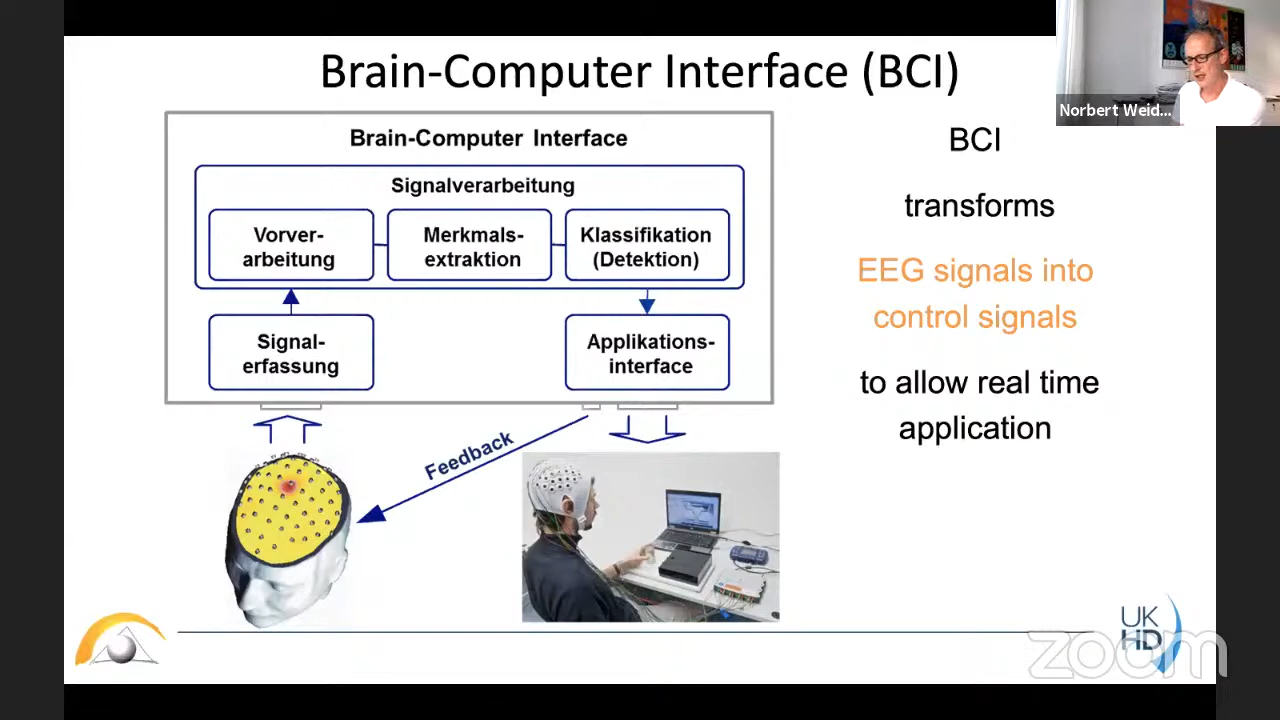 Brain-Computer Interface (BCI)
Norbert Weid...
Brain-Computer Interface
Signalverarbeitung
Vorver-
arbeitung
Merkmals-
extraktion
Klassifikation
(Detektion)
Signal-
erfassung
Applikations-
interface
Feedback
BCI
transforms
EEG signals into
control signals
to allow real time
application
UK
HD
zoom